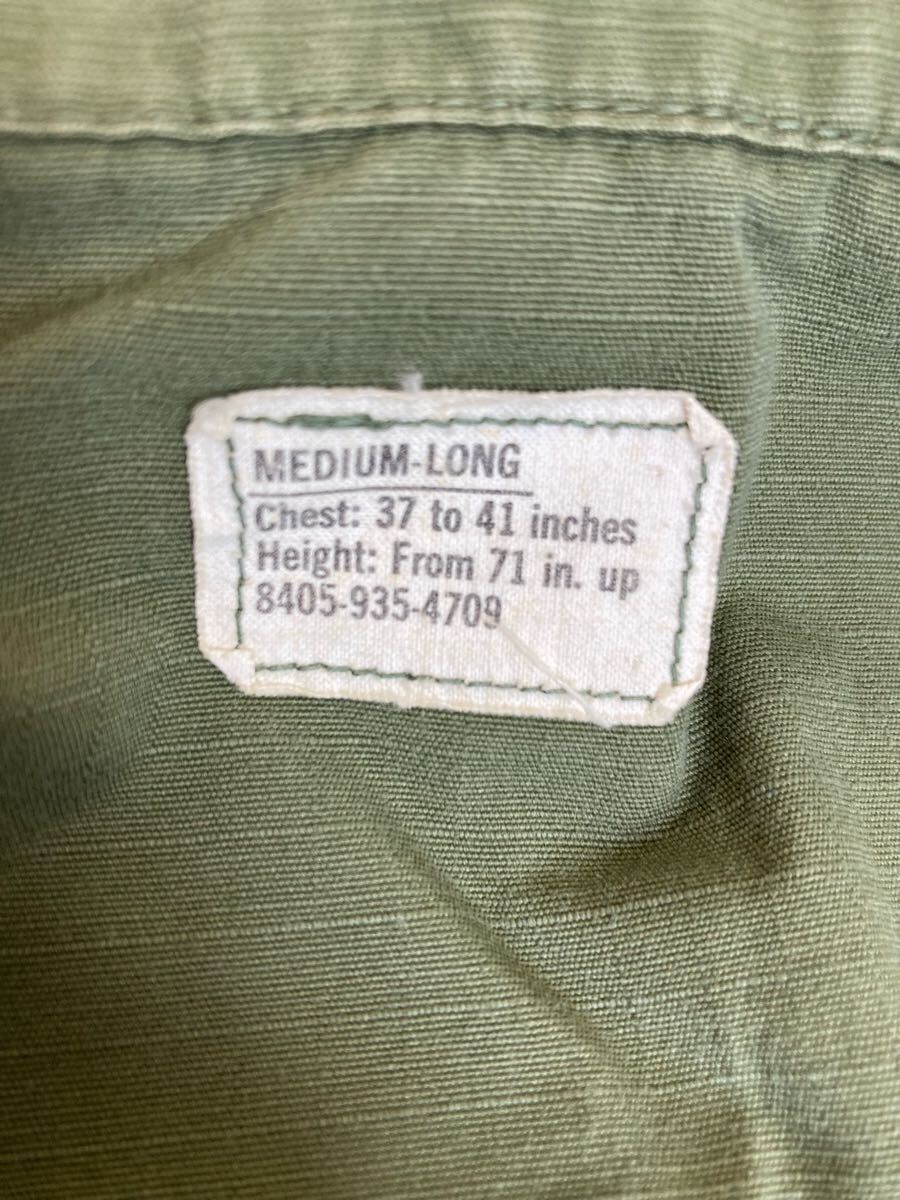 MEDIUM-LONG
Chest: 37 to 41 inches
Height: From 71 in. up
8405-935-4709